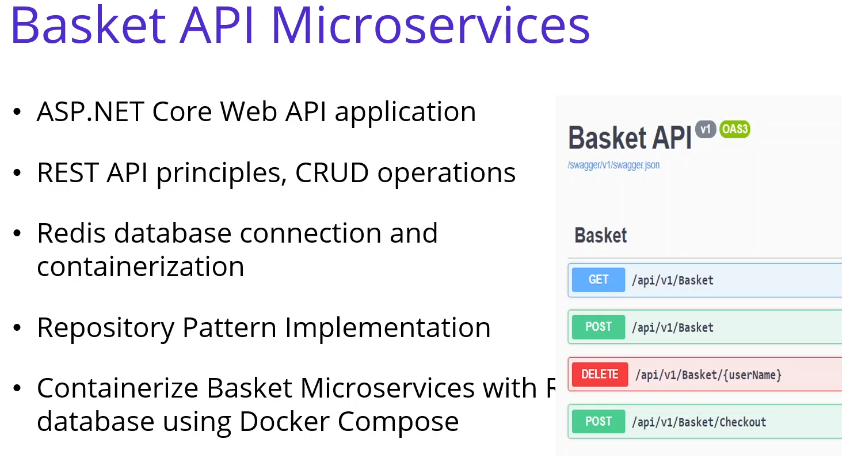 Basket API Microservices
• ASP.NET Core Web API application
• REST API principles, CRUD operations
• Redis database connection and
containerization
• Repository Pattern Implementation
• Containerize Basket Microservices with R
database using Docker Compose
Basket API v1 OAS3
/swagger/v1/swagger.json
Basket
GET /api/v1/Basket
POST /api/v1/Basket
DELETE /api/v1/Basket/{userName}
POST /api/v1/Basket/Checkout